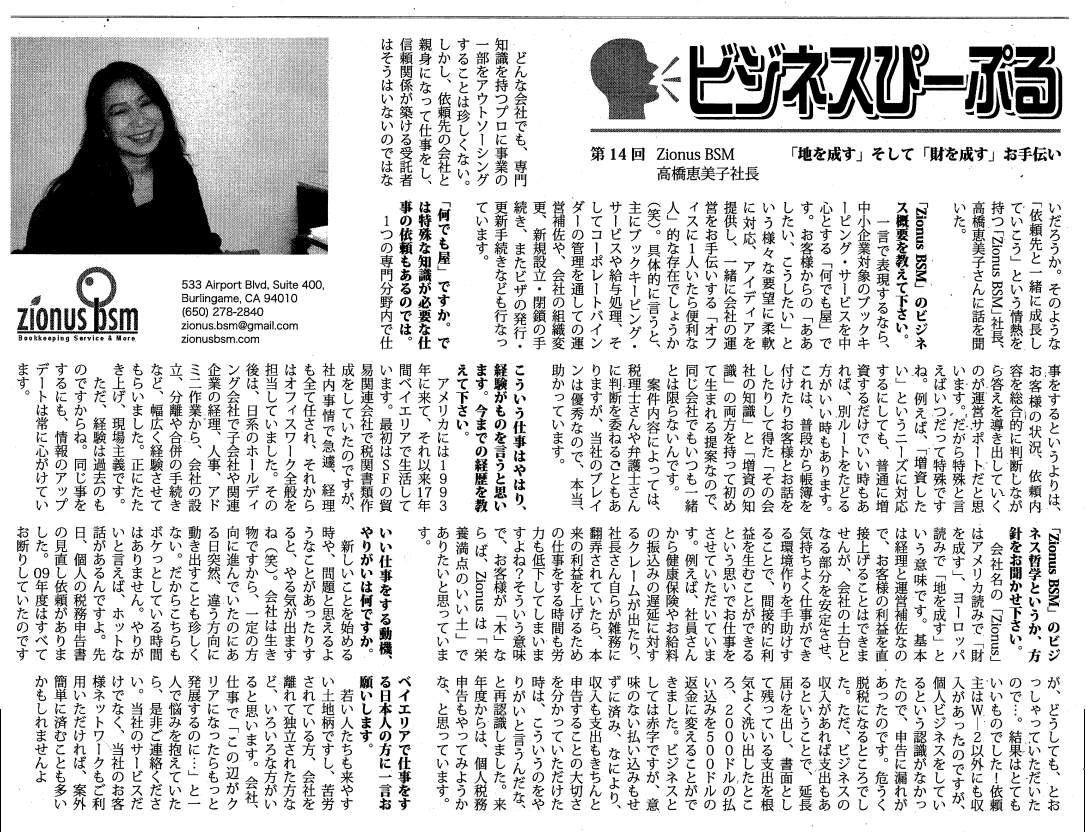 ビジネスぴーぷる
第14回 Zionus BSM
高橋恵美子社長
「地を成す」そして「財を成す」お手伝い
どんな会社でも、専門
知識を持つプロに事業の
一部をアウトソーシング
することは珍しくない。
しかし、依頼先の会社と
親身になって仕事をし、
信頼関係が築ける受託者
はそうはいないのではな
いだろうか。そのような
「依頼先と一緒に成長し
ていこう」という情熱を
持つ「Zionus BSM」社長、
高橋恵美子さんに話を聞
いた。
「Zionus BSM」のビジネ
ス概要を教えて下さい。
一言で表現するなら、
中小企業対象のブックキ
ーピング・サービスを中
心とする「何でも屋」で
す。お客様からの「ああ
したい、こうしたい」と
いう様々な要望に柔軟
に対応、アイディアを
提供し、一緒に会社の運
営をお手伝いする「オフ
ィスに1人いたら便利な
人」的な存在でしょうか
(笑)。具体的に言うと、
主にブックキーピング・
サービスや給与処理、そ
してコーポレートバイン
ダーの管理を通しての運
営補佐や、会社の組織変
更、新規設立・閉鎖の手
続き、またビザの発行・
更新手続きなども行なっ
ています。
「何でも屋」ですか。で
は特殊な知識が必要な仕
事の依頼もあるのでは。
1つの専門分野内で仕
zionus bsm
Bookkeeping Service & More
533 Airport Blvd, Suite 400,
Burlingame, CA 94010
(650) 278-2840
zionus.bsm@gmail.com
zionusbsm.com
事をするというよりは、
お客様の状況、依頼内
容を総合的に判断しなが
ら答えを導き出していく
のが運営サポートだと思
います。だから特殊と言
えばいつだって特殊です
ね。例えば、「増資した
い」というニーズに対応
するにしても、普通に増
資するだけでいい時もあ
れば、別ルートをたどる
方がいい時もあります。
これは、普段から帳簿を
付けたりお客様とお話を
したりして得た「その会
社の知識」と「増資の知
識」の両方を持って初め
て生まれる提案なので、
同じ会社でもいつも一緒
とは限らないんです。
案件内容によっては、
税理士さんや弁護士さん
に判断を委ねることもあ
りますが、当社のブレイ
ンは優秀なので、本当、
助かっています。
こういう仕事はやはり、
経験がものを言うと思い
ます。今までの経歴を教
えて下さい。
アメリカには1993
年に来て、それ以来17年
間ベイエリアで生活して
います。最初はSFの貿
易関連会社で税関書類作
成をしていたのですが、
社内事情で急遽、経理
も全て任され、それから
はオフィスワーク全般を
担当していました。その
後は、日系のホールディ
ング会社で子会社や関連
企業の経理、人事、アド
ミニ作業から、会社の設
立、分離や合併の手続き
など、幅広く経験させて
もらいました。正にたた
き上げ、現場主義です。
ただ、経験は過去のも
のですからね。同じ事を
するにも、情報のアップ
デートは常に心がけてい
ます。
「Zionus BSM」のビジ
ネス哲学というか、方
針をお聞かせ下さい。
会社名の「Zionus」
はアメリカ読みで「財
を成す」、ヨーロッパ
読みで「地を成す」と
いう意味です。基本
は経理と運営補佐なの
で、お客様の利益を直
接上げることはできま
せんが、会社の土台と
なる部分を安定させ、
気持ちよく仕事ができ
る環境作りを手助けす
ることで、間接的に利
益を生むことができる
という思いでお仕事を
させていただいていま
す。例えば、社員さん
から健康保険やお給料
の振込みの遅延に対す
るクレームが出たり、
社長さん自らが雑務に
翻弄されていたら、本
来の利益を上げるため
の仕事をする時間も労
力も低下してしまいま
すよね?そういう意味
で、お客様が「木」な
らば、Zionusは「栄
養満点のいい土」で
ありたいと思っていま
す。
いい仕事をする動機、
やりがいは何ですか。
新しいことを始める
時や、問題と思えるよ
うなことがあったりす
ると、やる気が出ます
ね(笑)。会社は生き
物ですから、一定の方
向に進んでいたのにあ
る日突然、違う方向に
動き出すことも珍しく
ない。だからこちらも
ボケっとしている時間
はありません。やりが
いと言えば、ホットな
話があるんですよ。先
日、個人の税務申告書
の見直し依頼がありま
した。09年度はすべて
お断りしていたのです
が、どうしても、とお
っしゃっていただいた
ので…。結果はとても
いいものでした!依頼
主はW－2以外にも収
入があったのですが、
個人ビジネスをしてい
るという認識がなかっ
たので、申告に漏れが
あったのです。危うく
脱税になるところでし
た。ただ、ビジネスの
収入があれば支出もあ
るということで、延長
届けを出し、書面とし
て残っている支出を根
気よく洗い出したとこ
ろ、2000ドルの払
い込みを500ドルの
返金に変えることがで
きました。ビジネスと
しては赤字ですが、意
味のない払い込みもせ
ずに済み、なにより、
収入も支出もきちんと
申告することの大切さ
を分かっていただけた
時は、こういうのをや
りがいと言うんだな、
と再認識しました。来
年度からは、個人税務
申告もやってみようか
な、と思っています。
ベイエリアで仕事をす
る日本人の方に一言お
願いします。
若い人たちも来やす
い土地柄ですし、苦労
されている方、会社を
離れて独立された方な
ど、いろいろな方がい
ると思います。会社、
仕事で「この辺がク
リアになったらもっと
発展するのに…」と一
人で悩みを抱えていた
ら、是非ご連絡くださ
い。当社のサービスだ
けでなく、当社のお客
様ネットワークもご利
用いただければ、案外
簡単に済むことも多い
かもしれませんよ